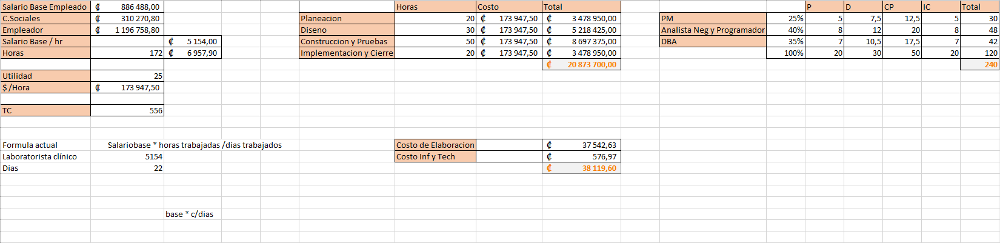 Salario Base Empleado ₡ 886 488,00 Horas Costo Total P D CP IC Total
C.Sociales ₡ 310 270,80 Planeacion 20 ₡ 173 947,50 ₡ 3 478 950,00 PM 25% 5 7,5 12,5 5 30
Empleador ₡ 1 196 758,80 Diseno 30 ₡ 173 947,50 ₡ 5 218 425,00 Analista Neg y Programador 40% 8 12 20 8 48
Salario Base / hr ₡ 5 154,00 Construccion y Pruebas 50 ₡ 173 947,50 ₡ 8 697 375,00 DBA 35% 7 10,5 17,5 7 42
Horas 172 ₡ 6 957,90 Implementacion y Cierre 20 ₡ 173 947,50 ₡ 3 478 950,00 100% 20 30 50 20 120
₡ 20 873 700,00 240
Utilidad 25
$/Hora ₡ 173 947,50
TC 556
Formula actual Salariobase * horas trabajadas /dias trabajados Costo de Elaboracion ₡ 37 542,63
Laboratorista clínico 5154 Costo Inf y Tech ₡ 576,97
Dias 22 ₡ 38 119,60
base * c/dias